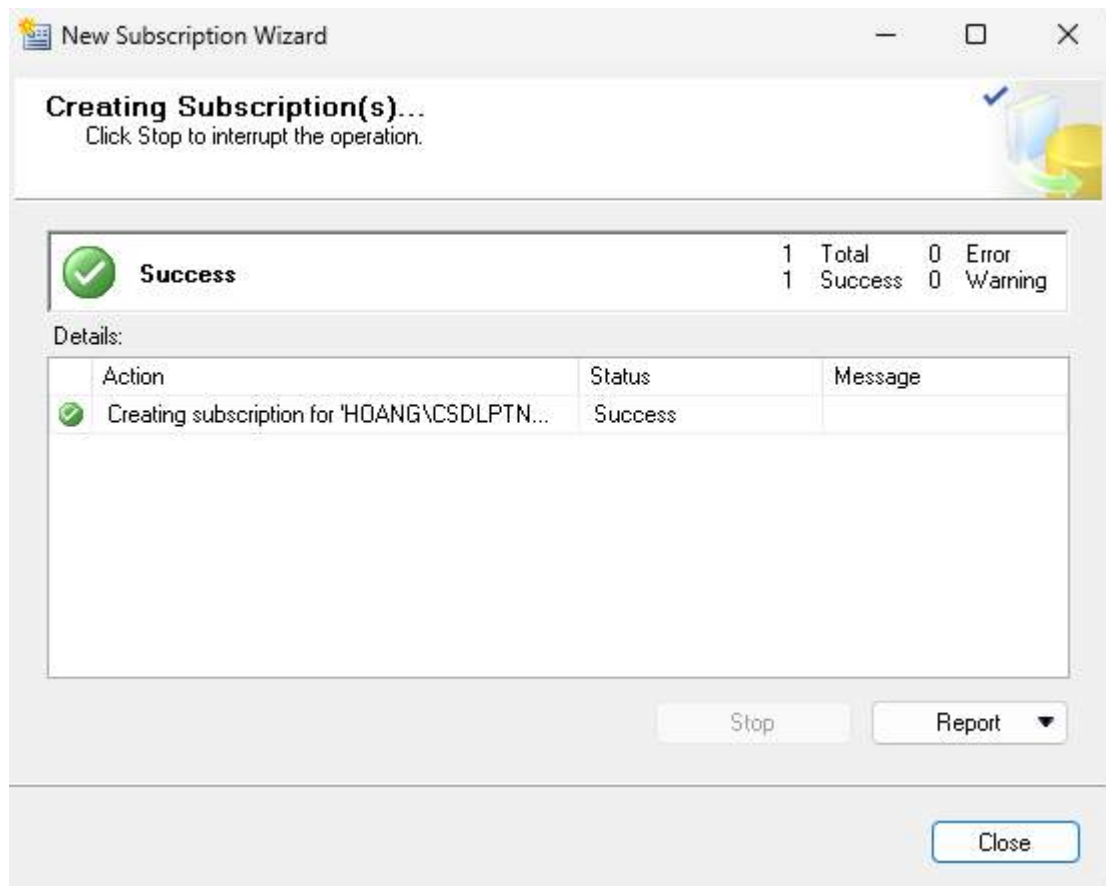 New Subscription Wizard
Creating Subscription(s)...
Click Stop to interrupt the operation.
Success
1 Total 0 Error
1 Success 0 Warning
Details:
Action Status Message
Creating subscription for 'HOANG\CSDLPTN... Success
Stop Report
Close